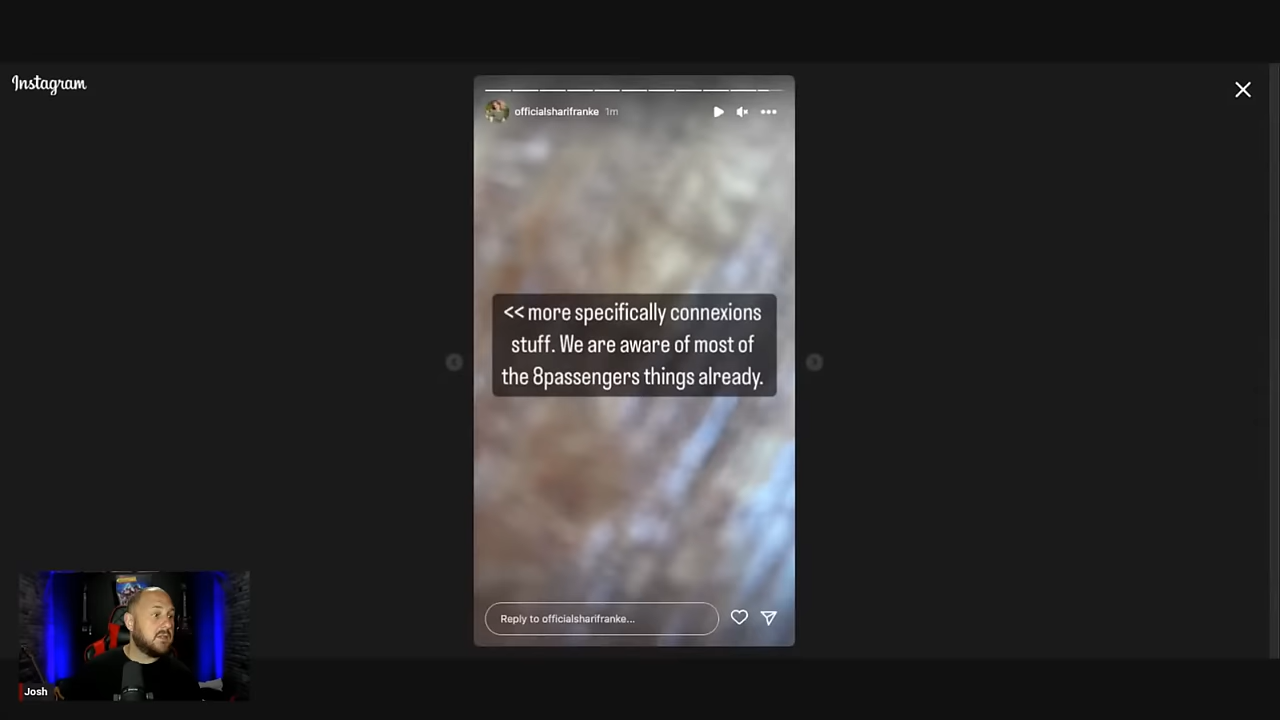 Instagram
officialsharifranke 1m
<< more specifically connexions
stuff. We are aware of most of
the 8passengers things already.
Reply to officialsharifranke...
Josh